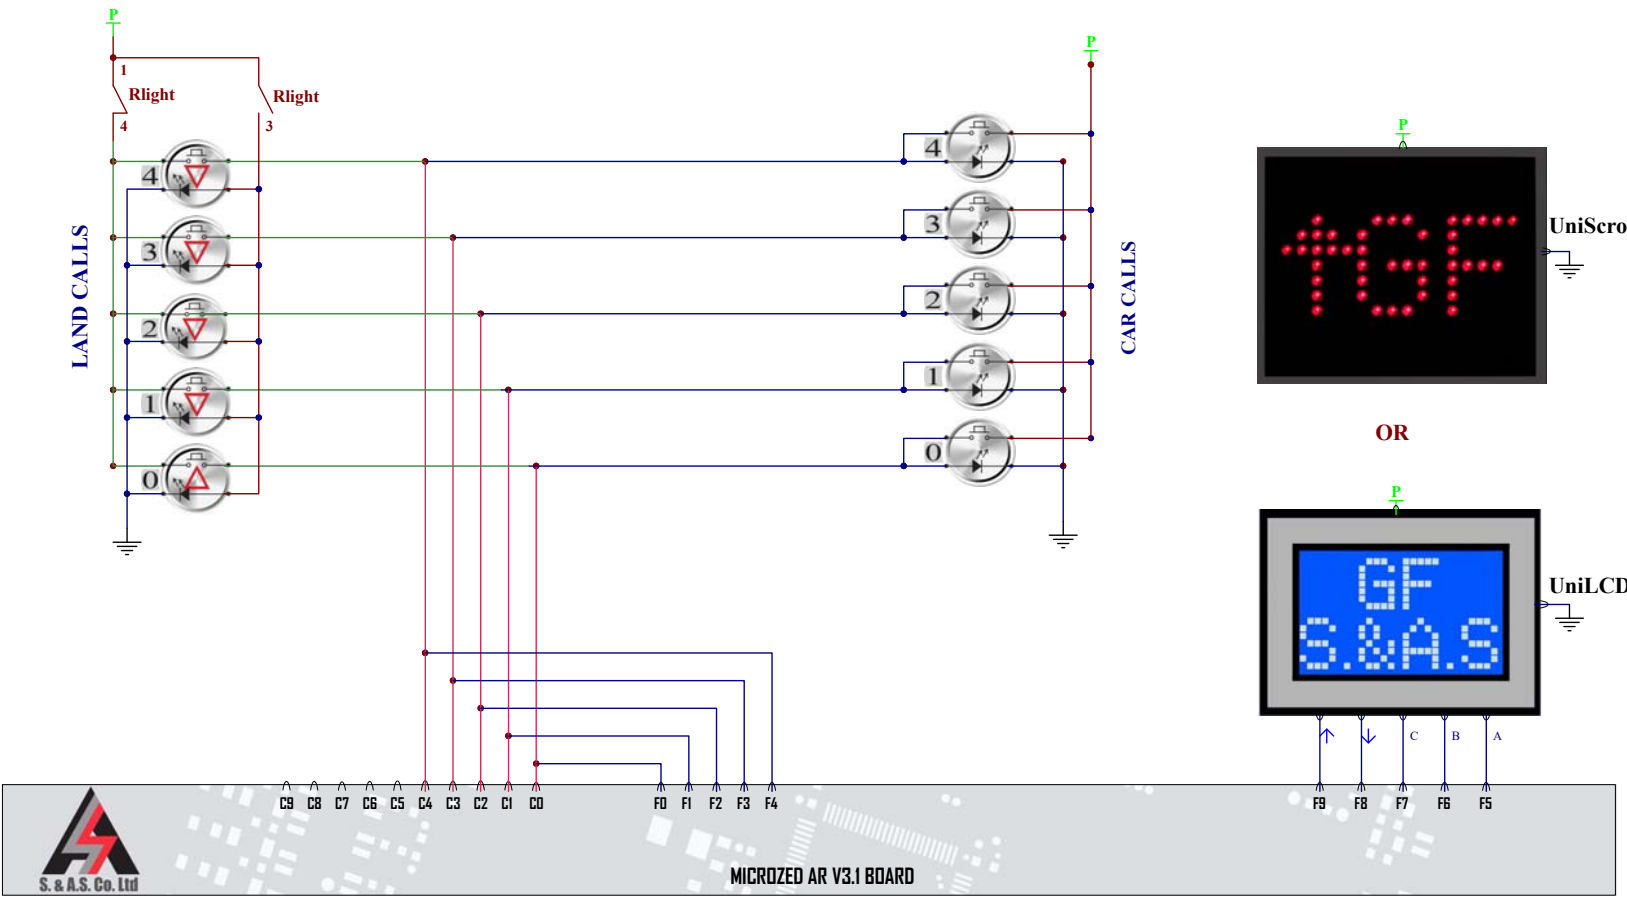 P
1
Rlight
4
Rlight
3
P
LAND CALLS
4
3
2
1
0
4
3
2
1
0
CAR CALLS
P
GF
UniScro
OR
P
GF
S.&A.S
UniLCD
C
B
A
C9 C8 C7 C6 C5 C4 C3 C2 C1 C0 F0 F1 F2 F3 F4 F9 F8 F7 F6 F5
S. & A.S. Co. Ltd
MICROZED AR V3.1 BOARD